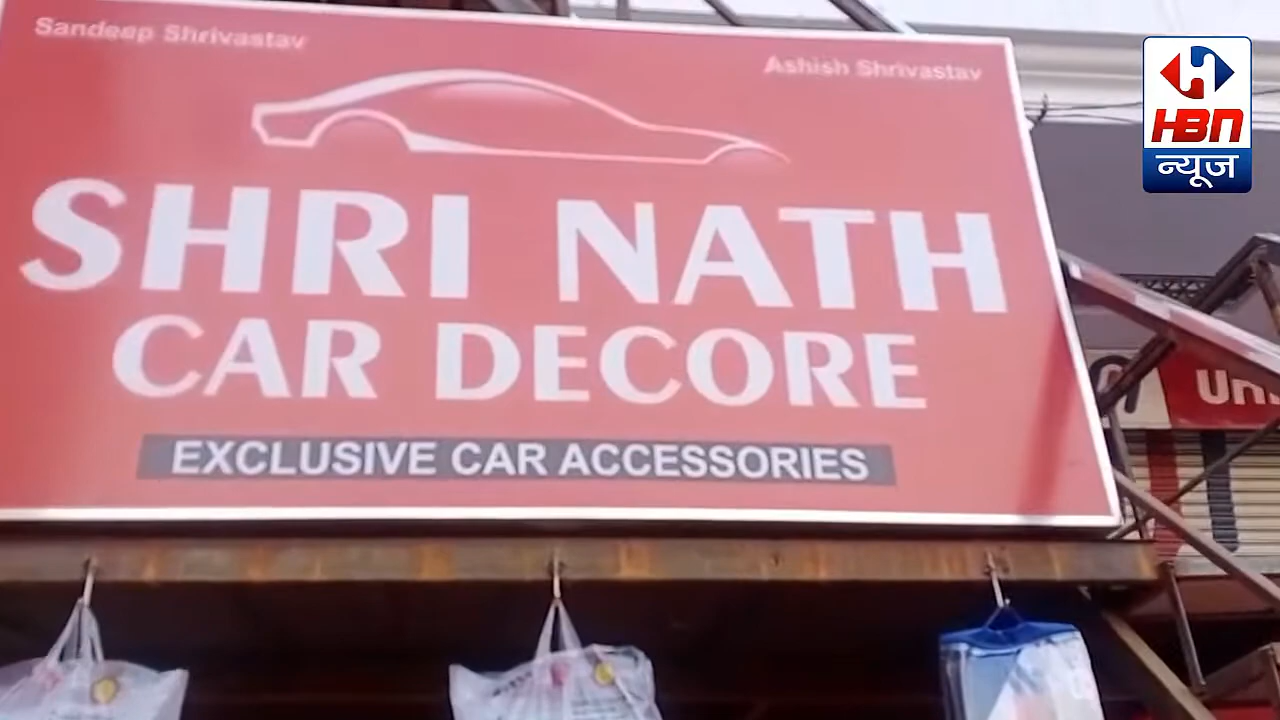 Sandeep Shrivastav
Ashish Shrivastav
SHRI NATH
CAR DECORE
EXCLUSIVE CAR ACCESSORIES
HBN
न्यूज